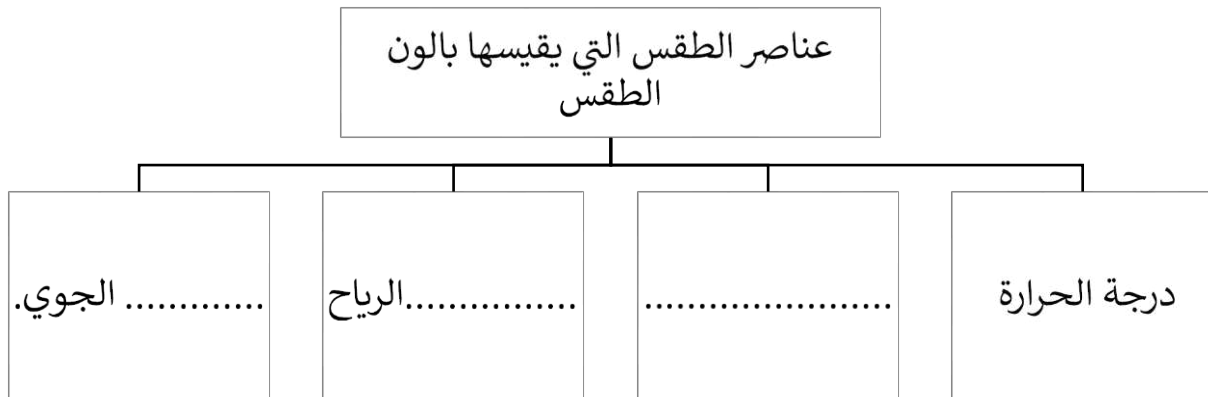 عناصر الطقس التي يقيسها بالون
الطقس
درجة الحرارة
........................
................الرياح
............. الجوي.